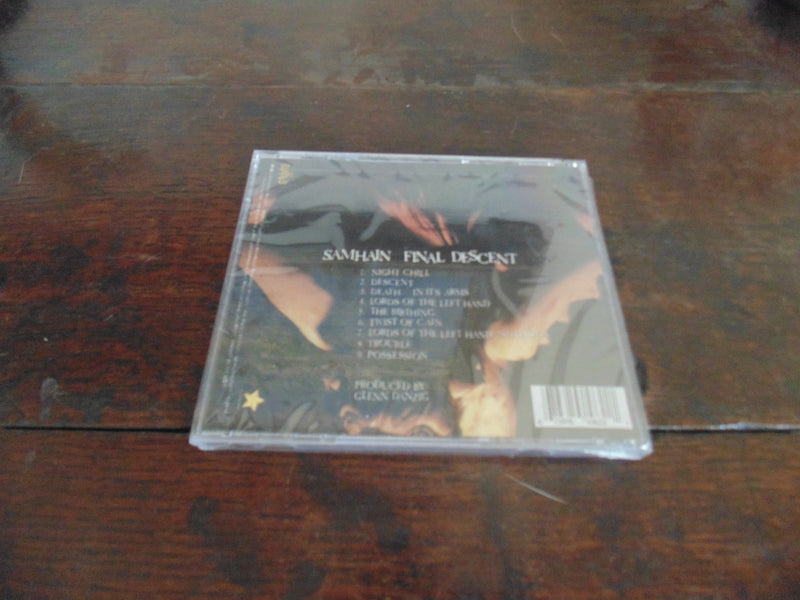 SAMHAIN FINAL DESCENT
1. NIGHT CHILL
2. DESCENT
3. DEATH... IN ITS ARMS
4. LORDS OF THE LEFT HAND
5. THE BIRTHING
6. TWIST OF CAIN
7. LORDS OF THE LEFT HAND
8. TROUBLE
9. POSSESSION
PRODUCED BY
GLENN DANZIG